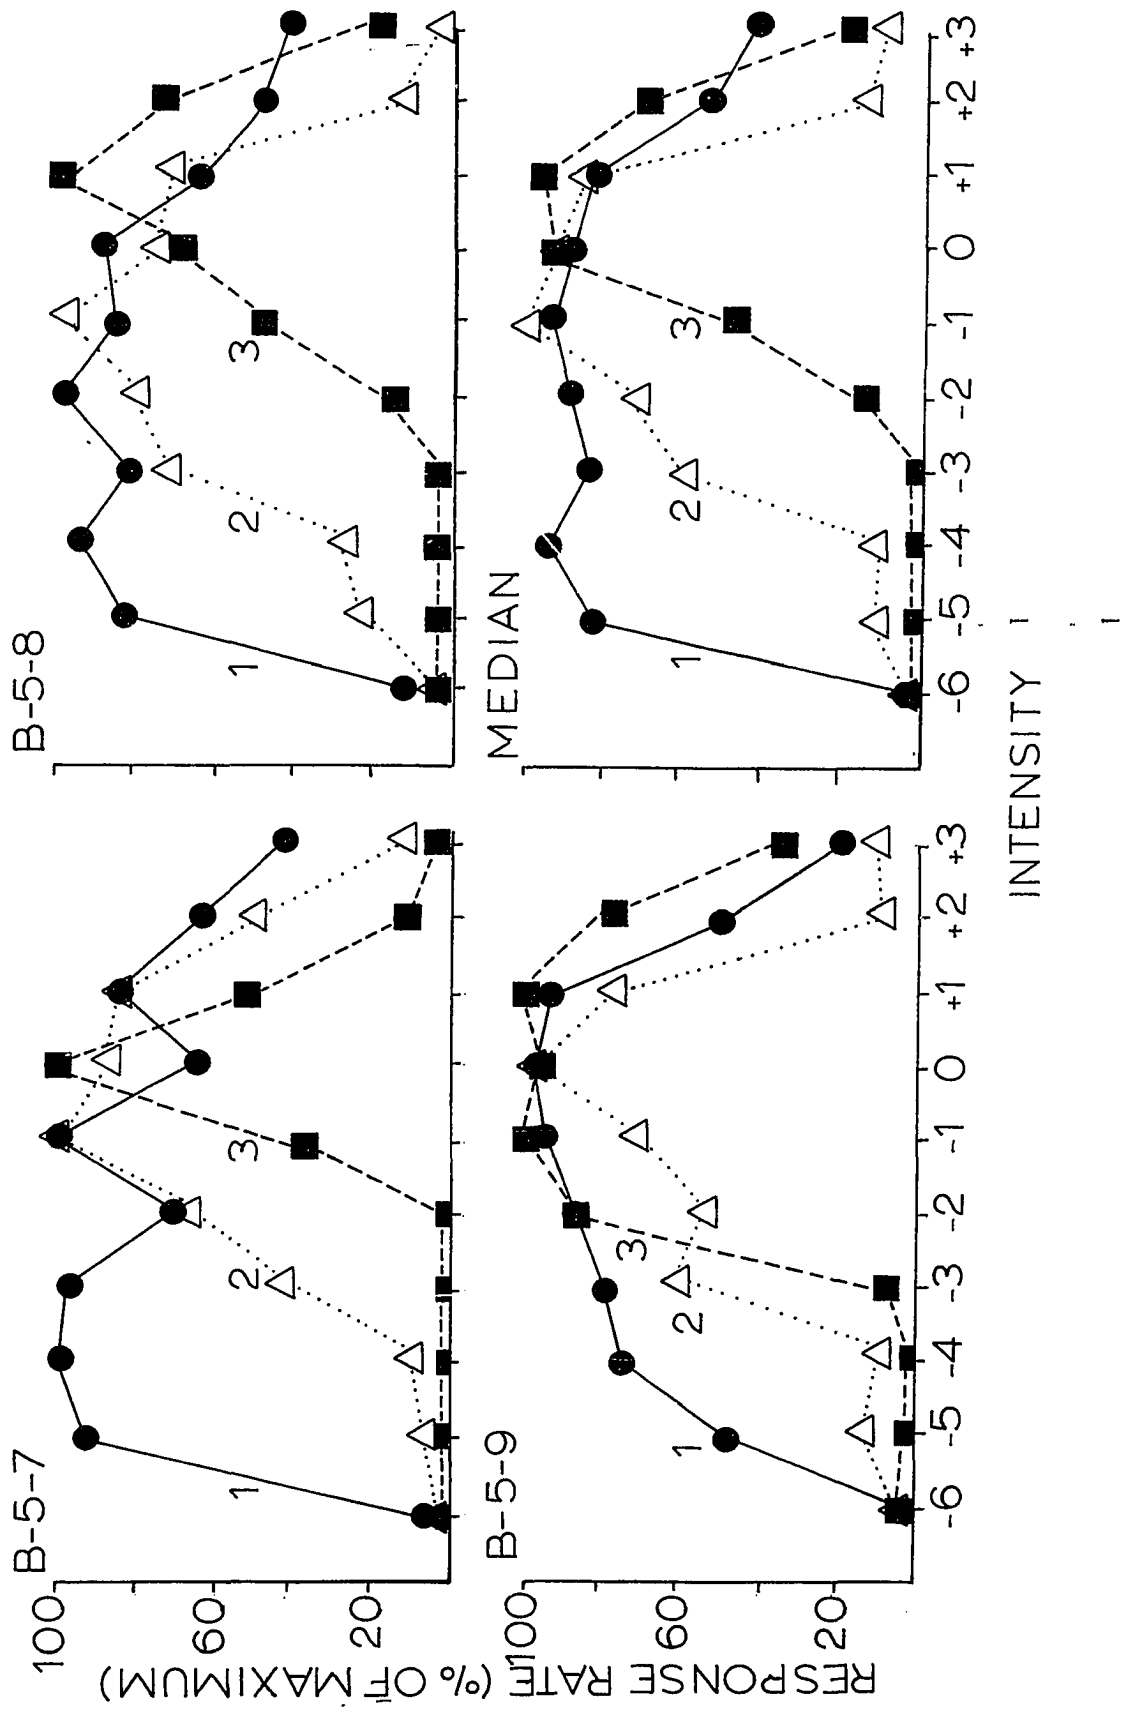 B-5-7
B-5-8
100
60
20
1
2
3
1
2
3
B-5-9
MEDIAN
100
60
20
1
2
3
1
2
3
-6 -5 -4 -3 -2 -1 0 +1 +2 +3
-6 -5 -4 -3 -2 -1 0 +1 +2 +3
RESPONSE RATE (% OF MAXIMUM)
INTENSITY